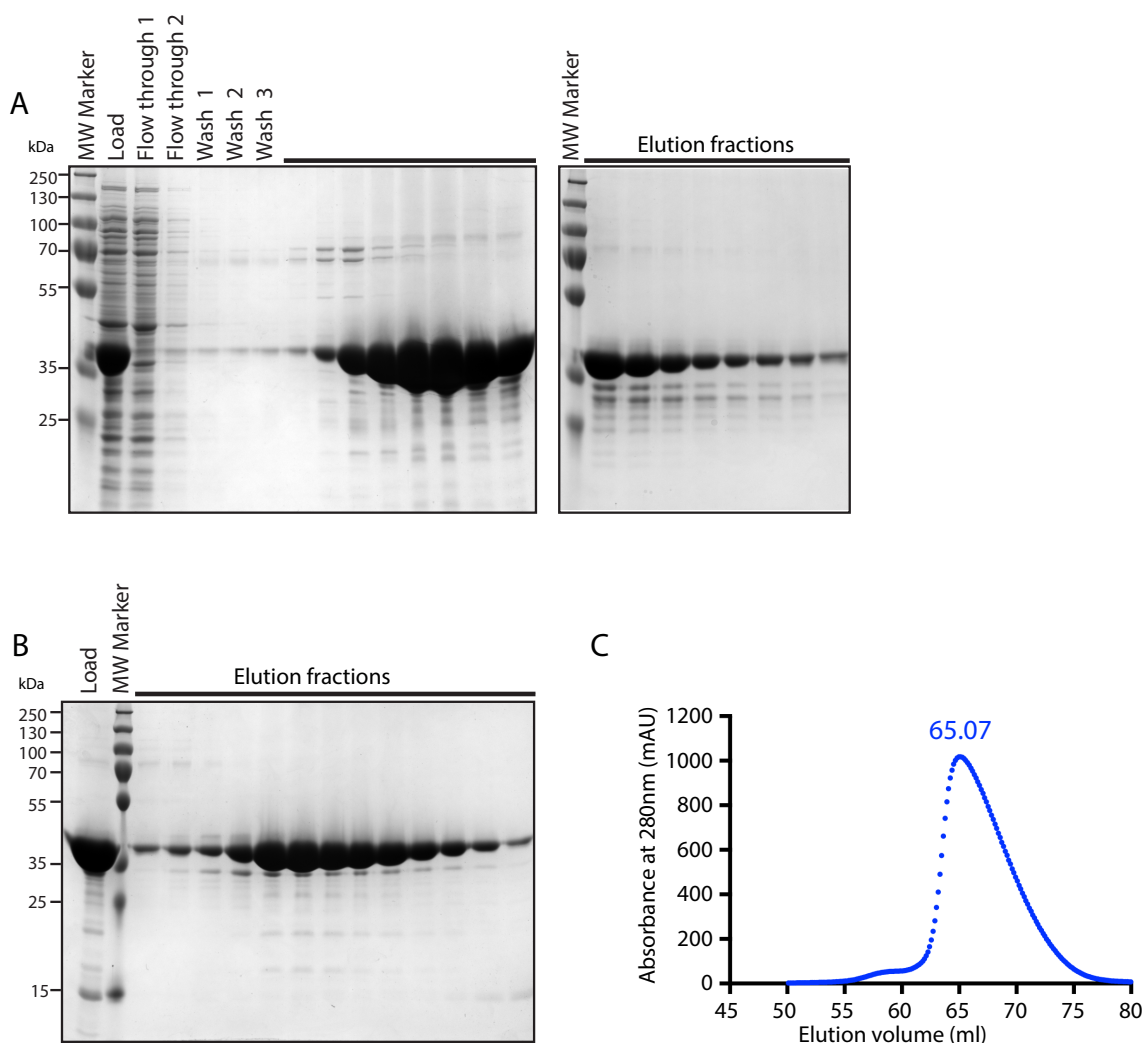 A
kDa
MW Marker
Load
Flow through 1
Flow through 2
Wash 1
Wash 2
Wash 3
250
130
100
70
55
35
25
MW Marker
Elution fractions
B
kDa
Load
MW Marker
Elution fractions
250
130
100
70
55
35
25
15
C
Absorbance at 280nm (mAU)
1200
1000
800
600
400
200
0
65.07
45 50 55 60 65 70 75 80
Elution volume (ml)